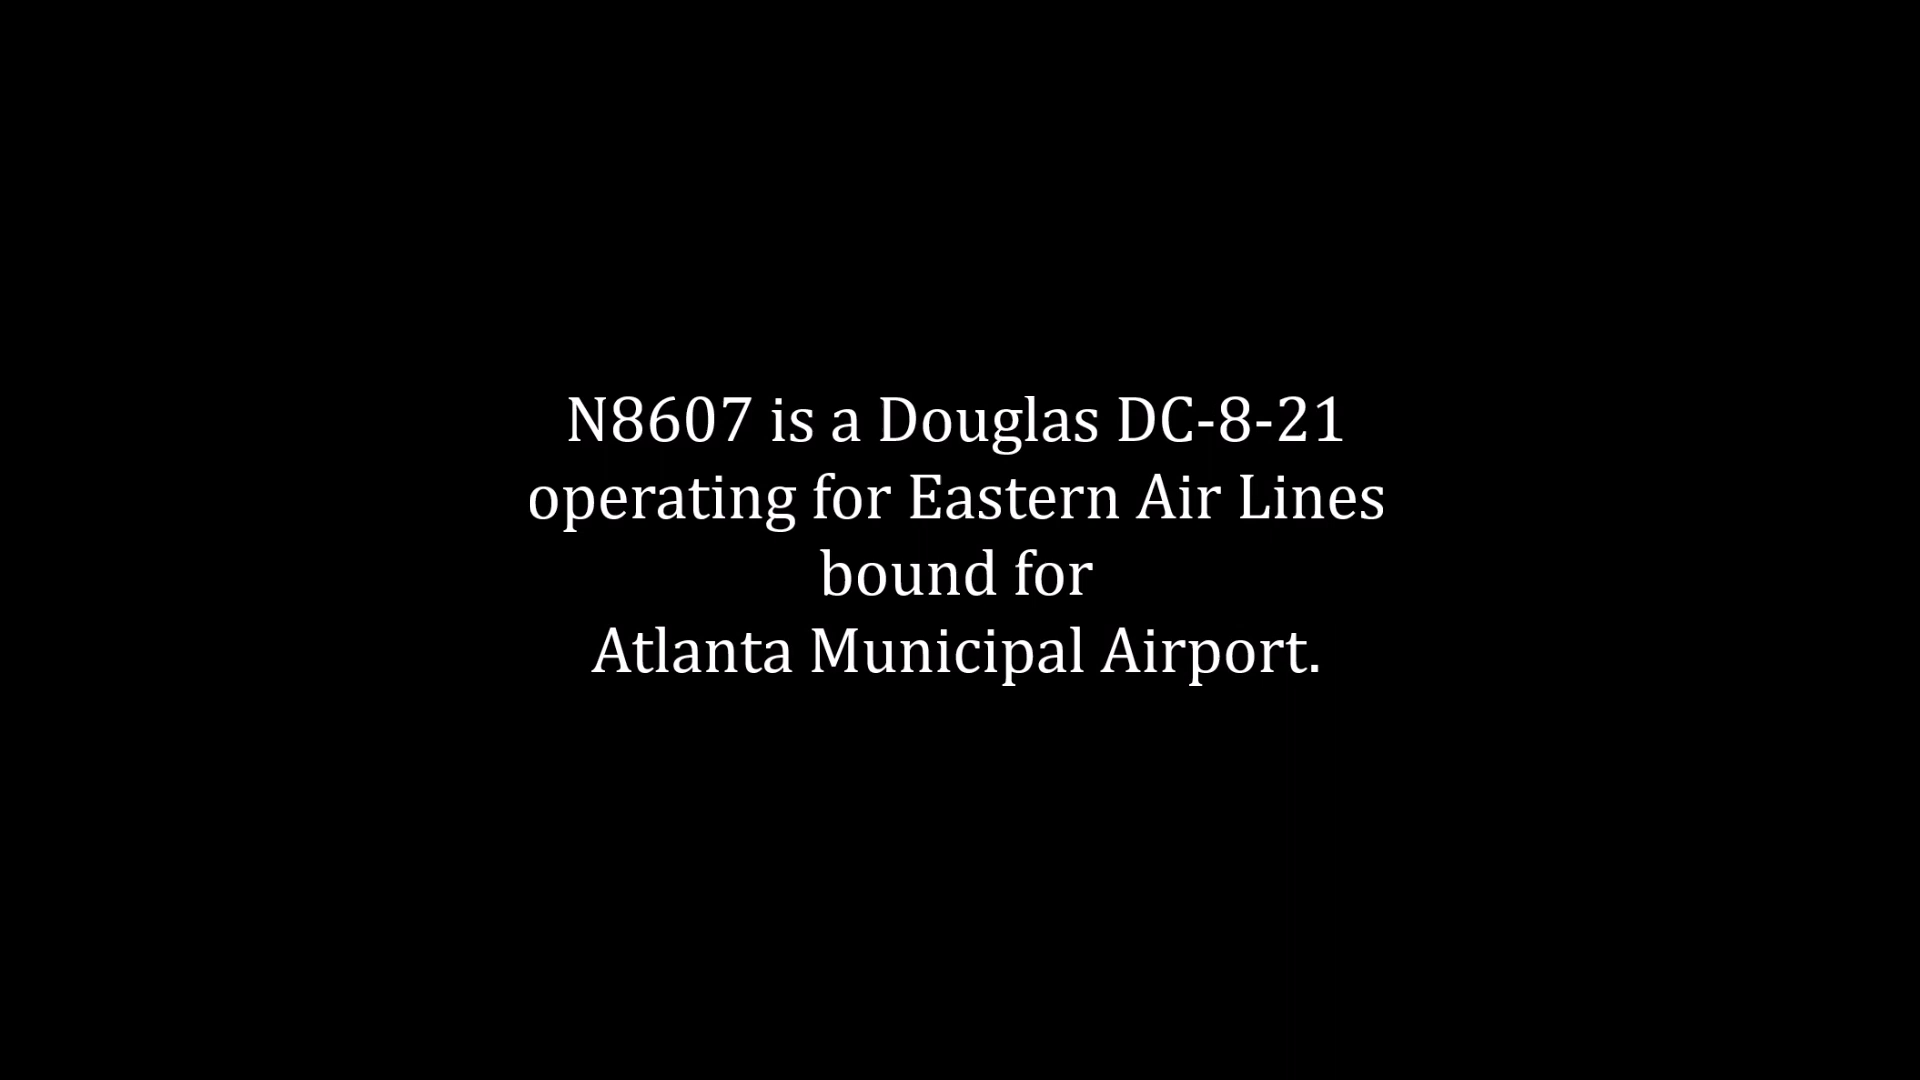 N8607 is a Douglas DC-8-21
operating for Eastern Air Lines
bound for
Atlanta Municipal Airport.